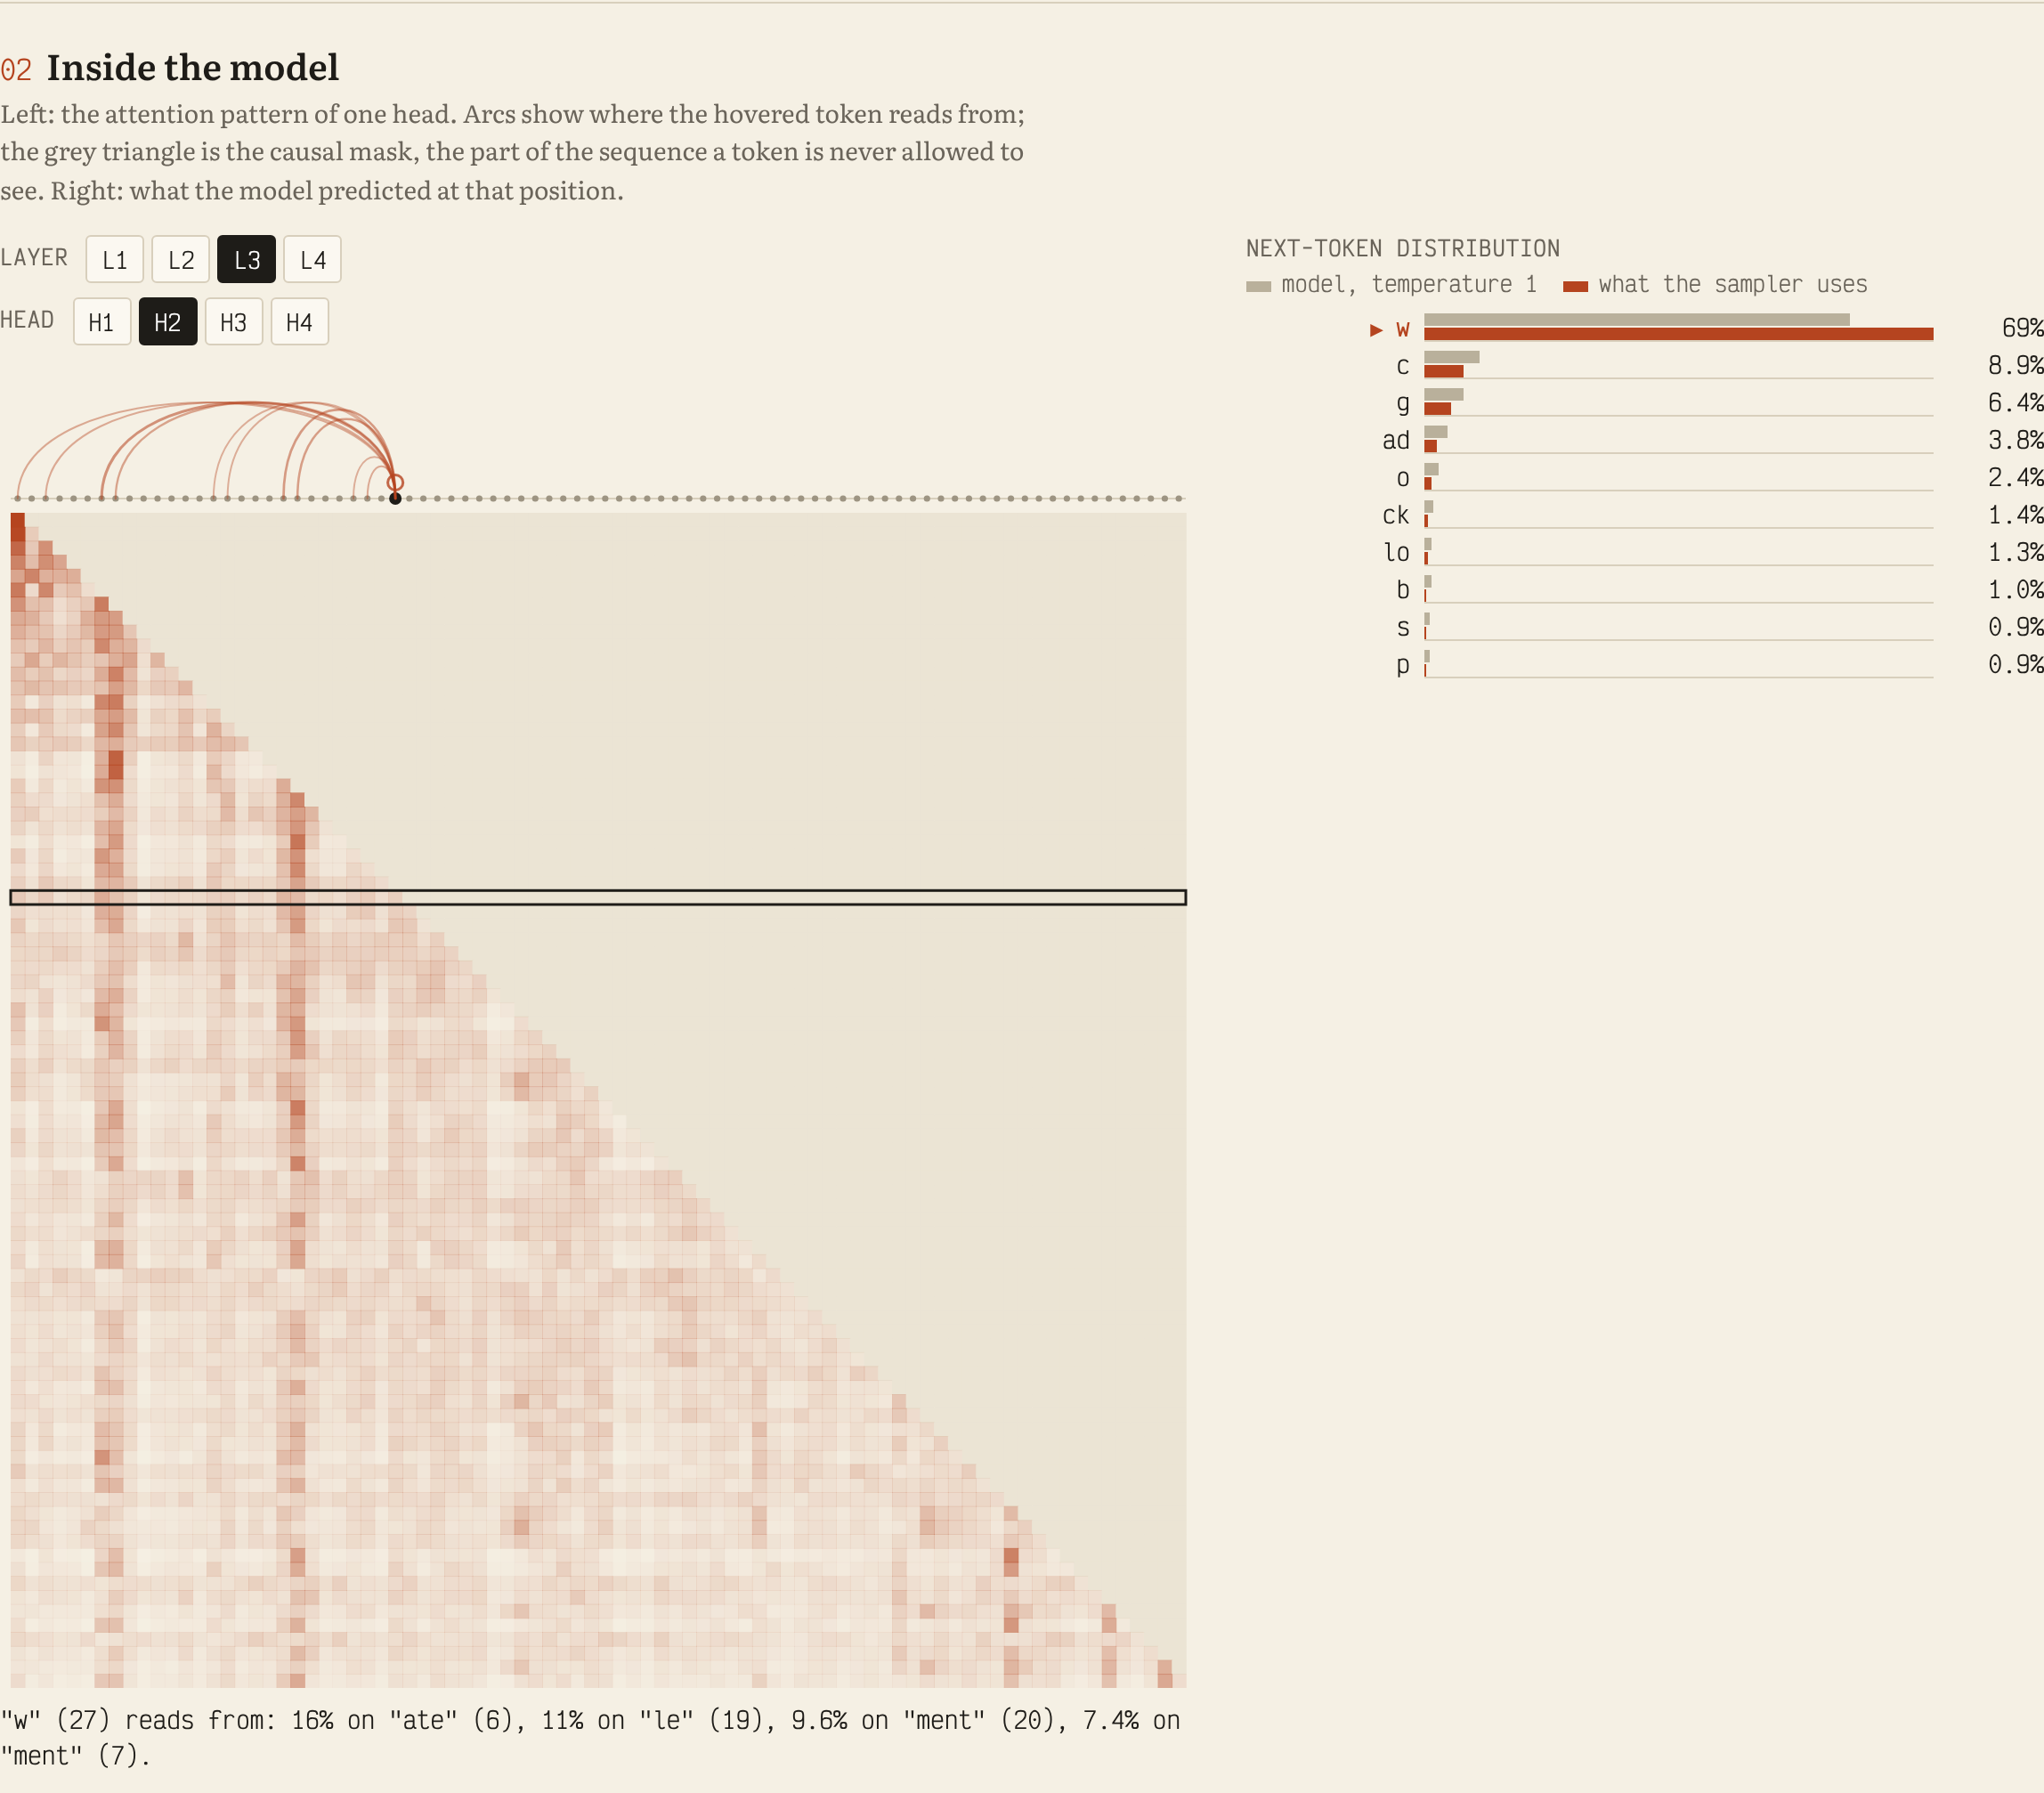 02 Inside the model
Left: the attention pattern of one head. Arcs show where the hovered token reads from;
the grey triangle is the causal mask, the part of the sequence a token is never allowed to
see. Right: what the model predicted at that position.
LAYER L1 L2 L3 L4
HEAD H1 H2 H3 H4
NEXT-TOKEN DISTRIBUTION
model, temperature 1 what the sampler uses
▶ w 69%
c 8.9%
g 6.4%
ad 3.8%
o 2.4%
ck 1.4%
lo 1.3%
b 1.0%
s 0.9%
p 0.9%
"w" (27) reads from: 16% on "ate" (6), 11% on "le" (19), 9.6% on "ment" (20), 7.4% on
"ment" (7).